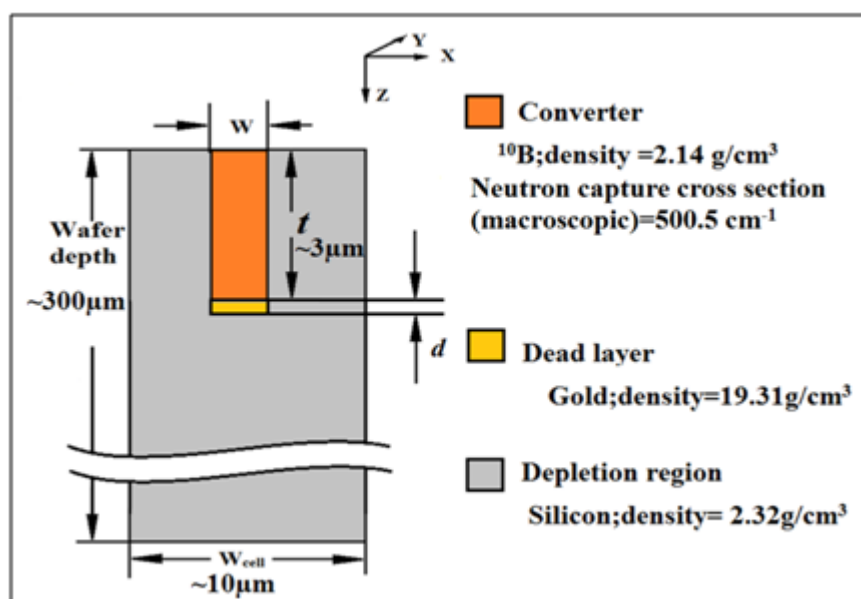 Y
X
Z
W
Wafer
depth
~300μm
t
~3μm
d
Wcell
~10μm
Converter
¹⁰B;density =2.14 g/cm³
Neutron capture cross section
(macroscopic)=500.5 cm⁻¹
Dead layer
Gold;density=19.31g/cm³
Depletion region
Silicon;density= 2.32g/cm³